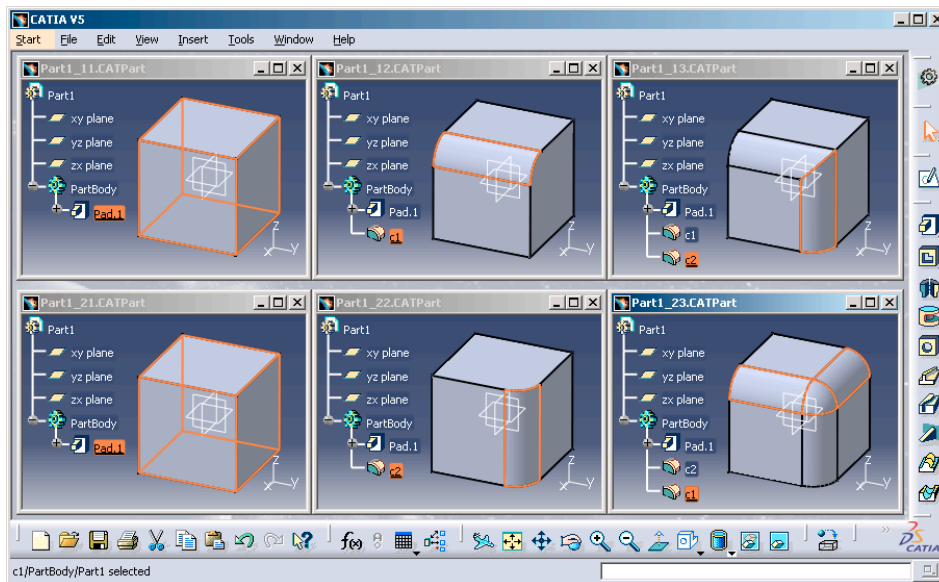 CATIA V5
Start File Edit View Insert Tools Window Help
Part1_11.CATPart
Part1
xy plane
yz plane
zx plane
PartBody
Pad.1
Z
x Y
Part1_12.CATPart
Part1
xy plane
yz plane
zx plane
PartBody
Pad.1
c1
Z
x Y
Part1_13.CATPart
Part1
xy plane
yz plane
zx plane
PartBody
Pad.1
c1
c2
Z
x Y
Part1_21.CATPart
Part1
xy plane
yz plane
zx plane
PartBody
Pad.1
Z
x Y
Part1_22.CATPart
Part1
xy plane
yz plane
zx plane
PartBody
Pad.1
c2
Z
x Y
Part1_23.CATPart
Part1
xy plane
yz plane
zx plane
PartBody
Pad.1
c2
c1
Z
x Y
f(x)
CATIA
c1/PartBody/Part1 selected